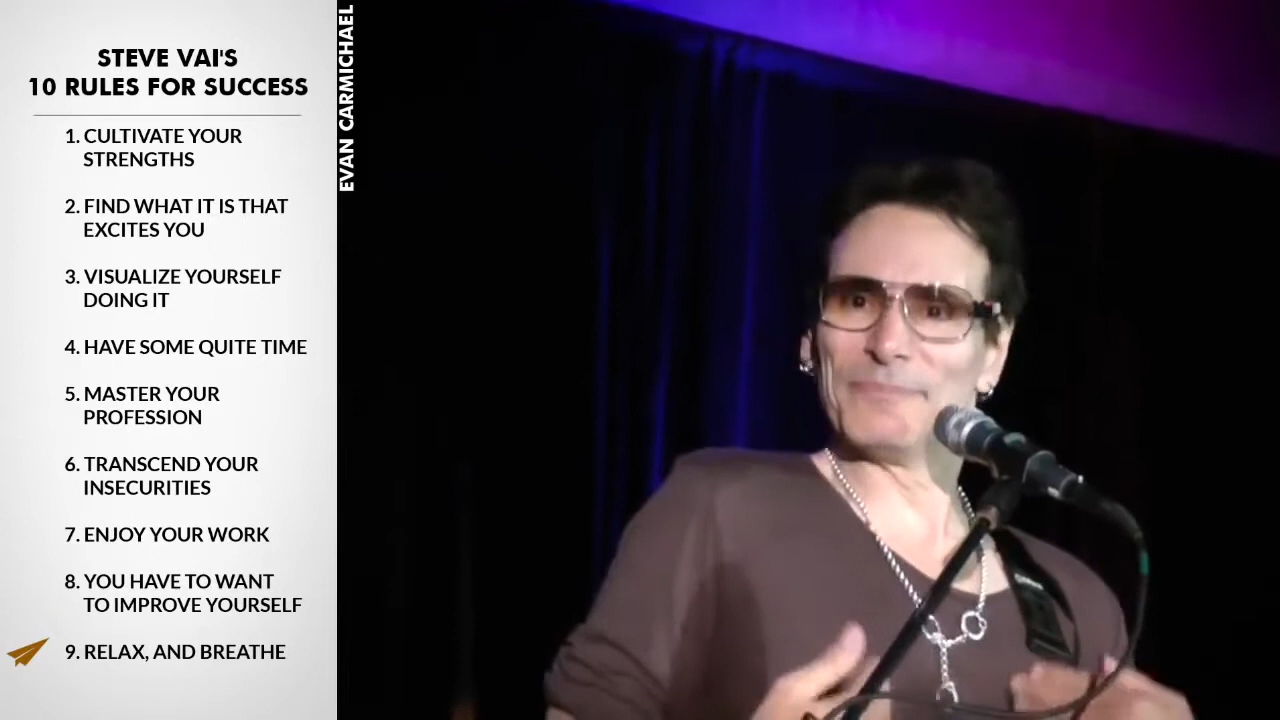 STEVE VAI'S
10 RULES FOR SUCCESS
1. CULTIVATE YOUR
STRENGTHS
2. FIND WHAT IT IS THAT
EXCITES YOU
3. VISUALIZE YOURSELF
DOING IT
4. HAVE SOME QUITE TIME
5. MASTER YOUR
PROFESSION
6. TRANSCEND YOUR
INSECURITIES
7. ENJOY YOUR WORK
8. YOU HAVE TO WANT
TO IMPROVE YOURSELF
9. RELAX, AND BREATHE
EVAN CARMICHAEL